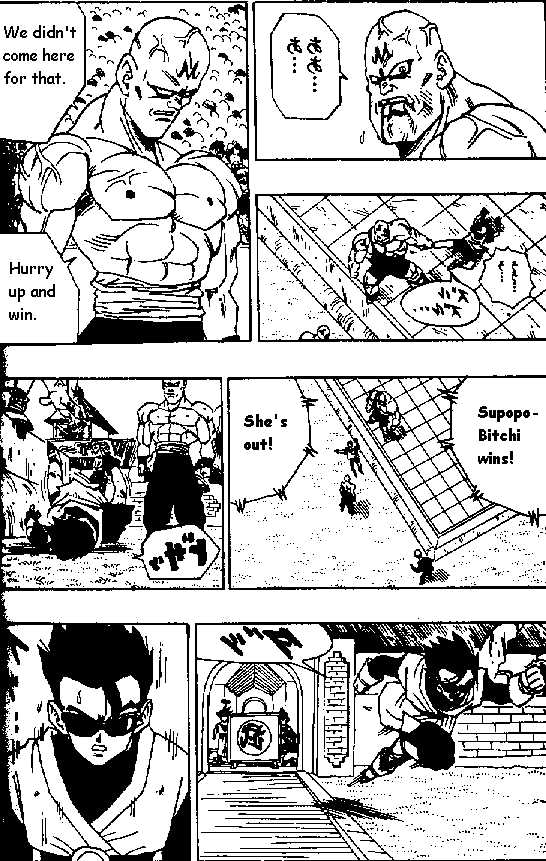 ああ…
あ…
We didn't
come here
for that.
Hurry
up and
win.
Supopo-
Bitchi
wins!
She's
out!